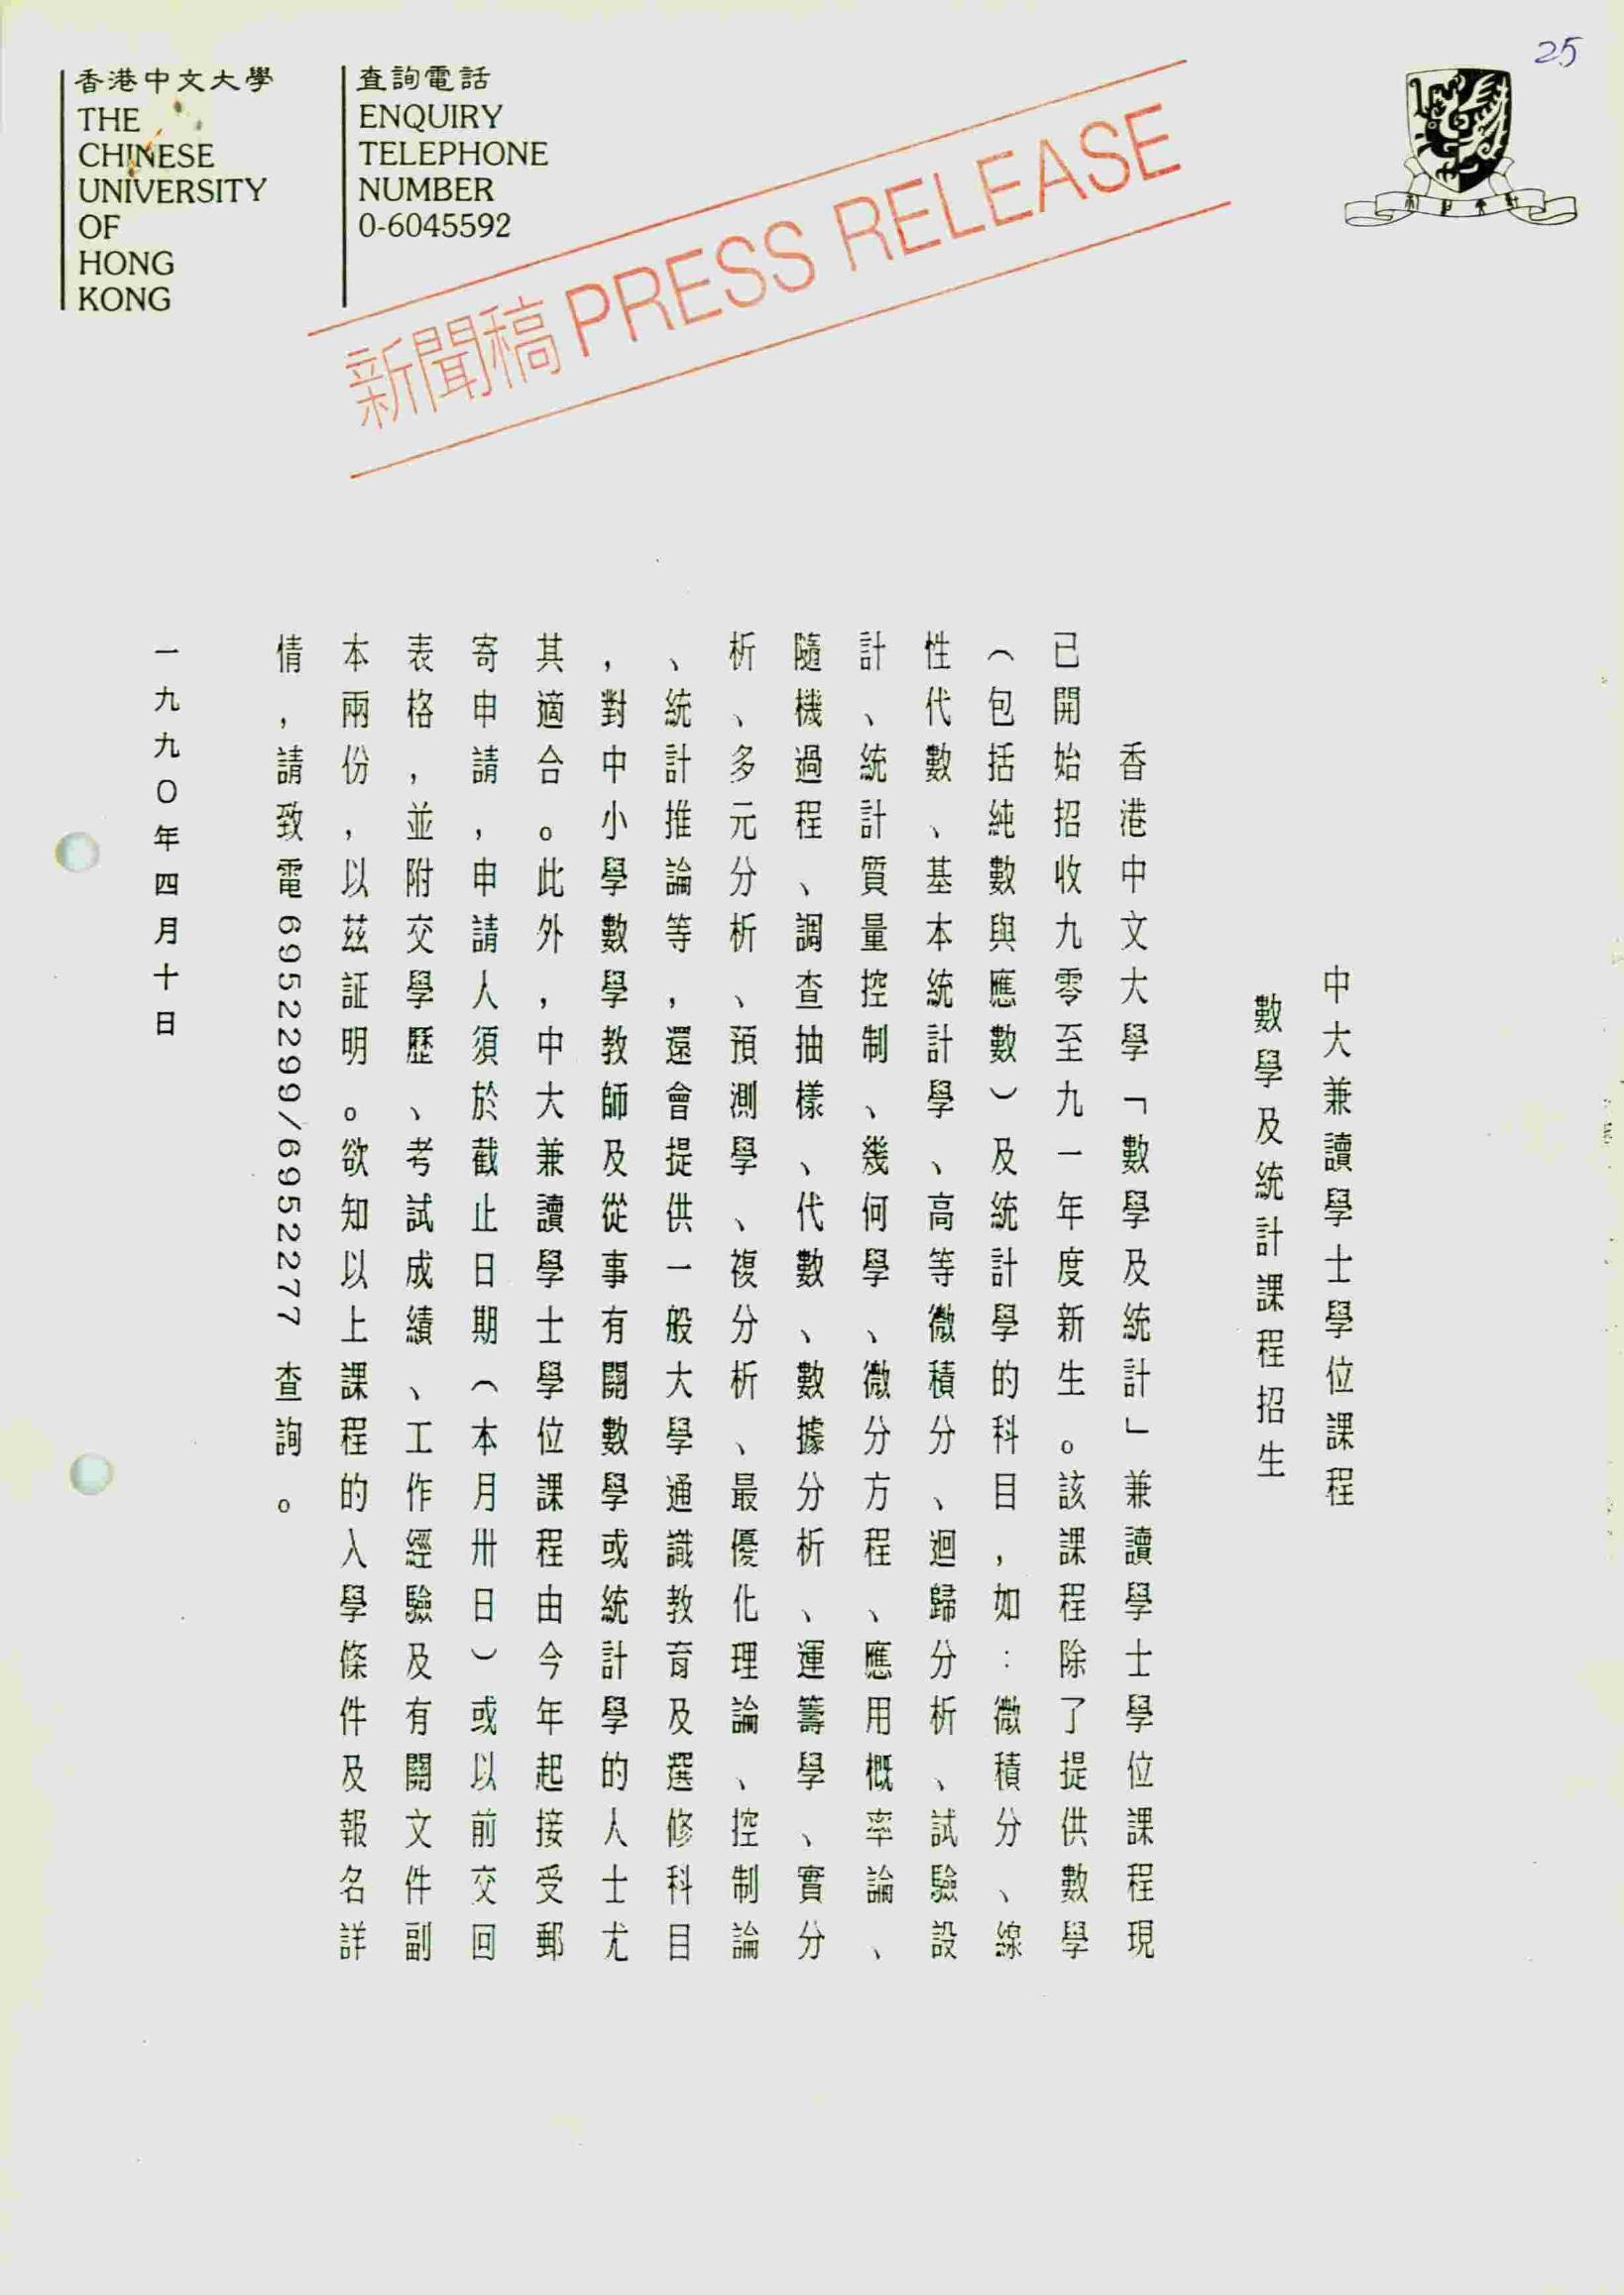 25
香港中文大學
THE
CHINESE
UNIVERSITY
OF
HONG
KONG
查詢電話
ENQUIRY
TELEPHONE
NUMBER
0-6045592
新聞稿 PRESS RELEASE
中大兼讀學士學位課程
數學及統計課程招生
香港中文大學「數學及統計」兼讀學士學位課程現
已開始招收九零至九一年度新生。該課程除了提供數學
（包括純數與應數）及統計學的科目，如：微積分、線
性代數、基本統計學、高等微積分、迴歸分析、試驗設
計、統計質量控制、幾何學、微分方程、應用概率論、
隨機過程、調查抽樣、代數、數據分析、運籌學、實分
析、多元分析、預測學、複分析、最優化理論、控制論
、統計推論等，還會提供一般大學通識教育及選修科目
，對中小學數學教師及從事有關數學或統計學的人士尤
其適合。此外，中大兼讀學士學位課程由今年起接受郵
寄申請，申請人須於截止日期（本月卅日）或以前交回
表格，並附交學歷、考試成績、工作經驗及有關文件副
本兩份，以茲証明。欲知以上課程的入學條件及報名詳
情，請致電6952299/6952277查詢。
一九九〇年四月十日